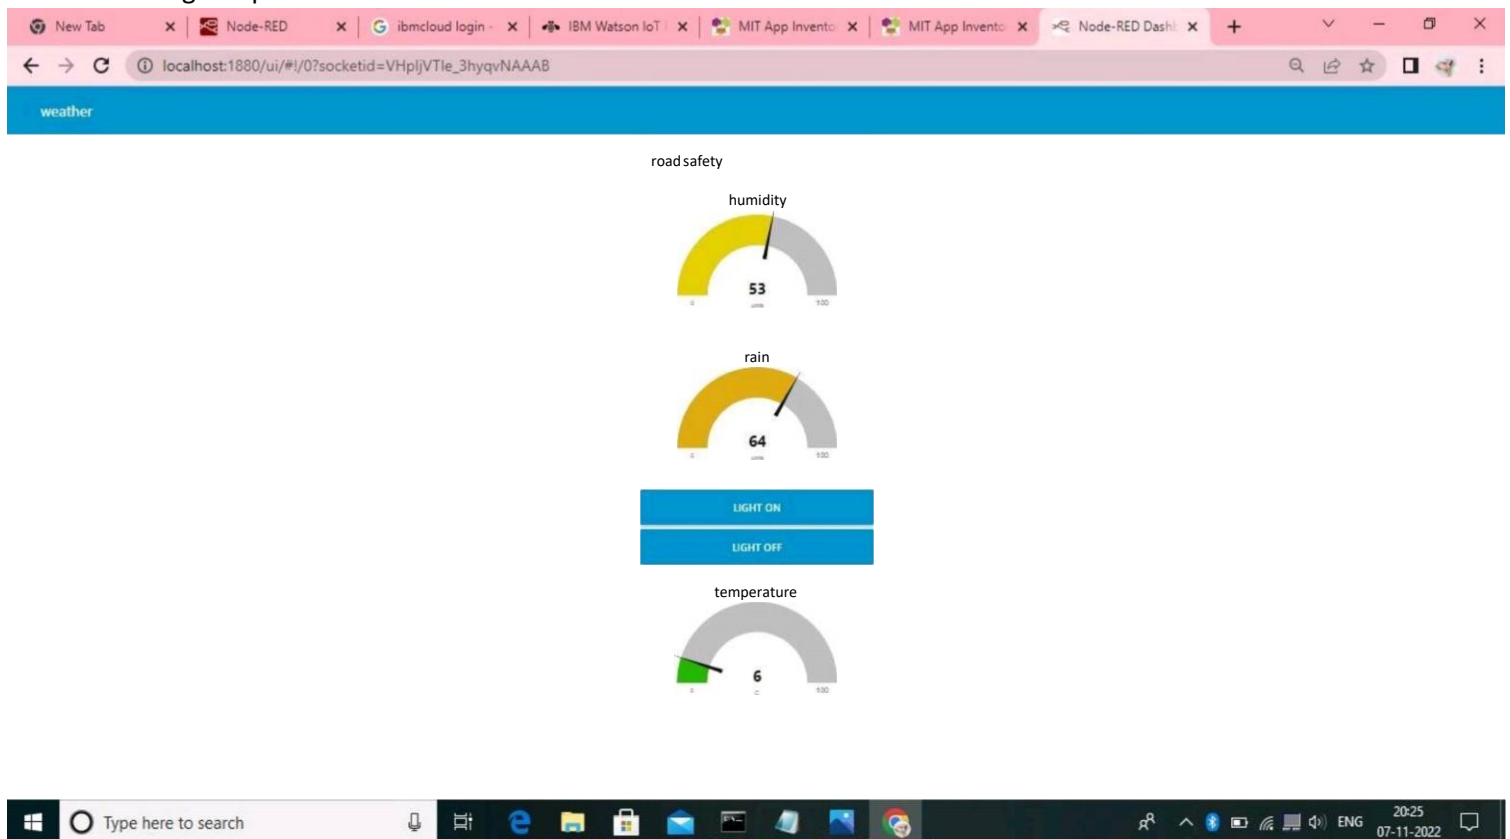 New Tab
Node-RED
ibmcloud login -
IBM Watson IoT
MIT App Invento
MIT App Invento
Node-RED Dash
localhost:1880/ui/#!/0?socketid=VHpljVTle_3hyqvNAAAB
weather
road safety
humidity
53
units
0 100
rain
64
units
0 100
LIGHT ON
LIGHT OFF
temperature
6
C
100
Type here to search
ENG
20:25
07-11-2022